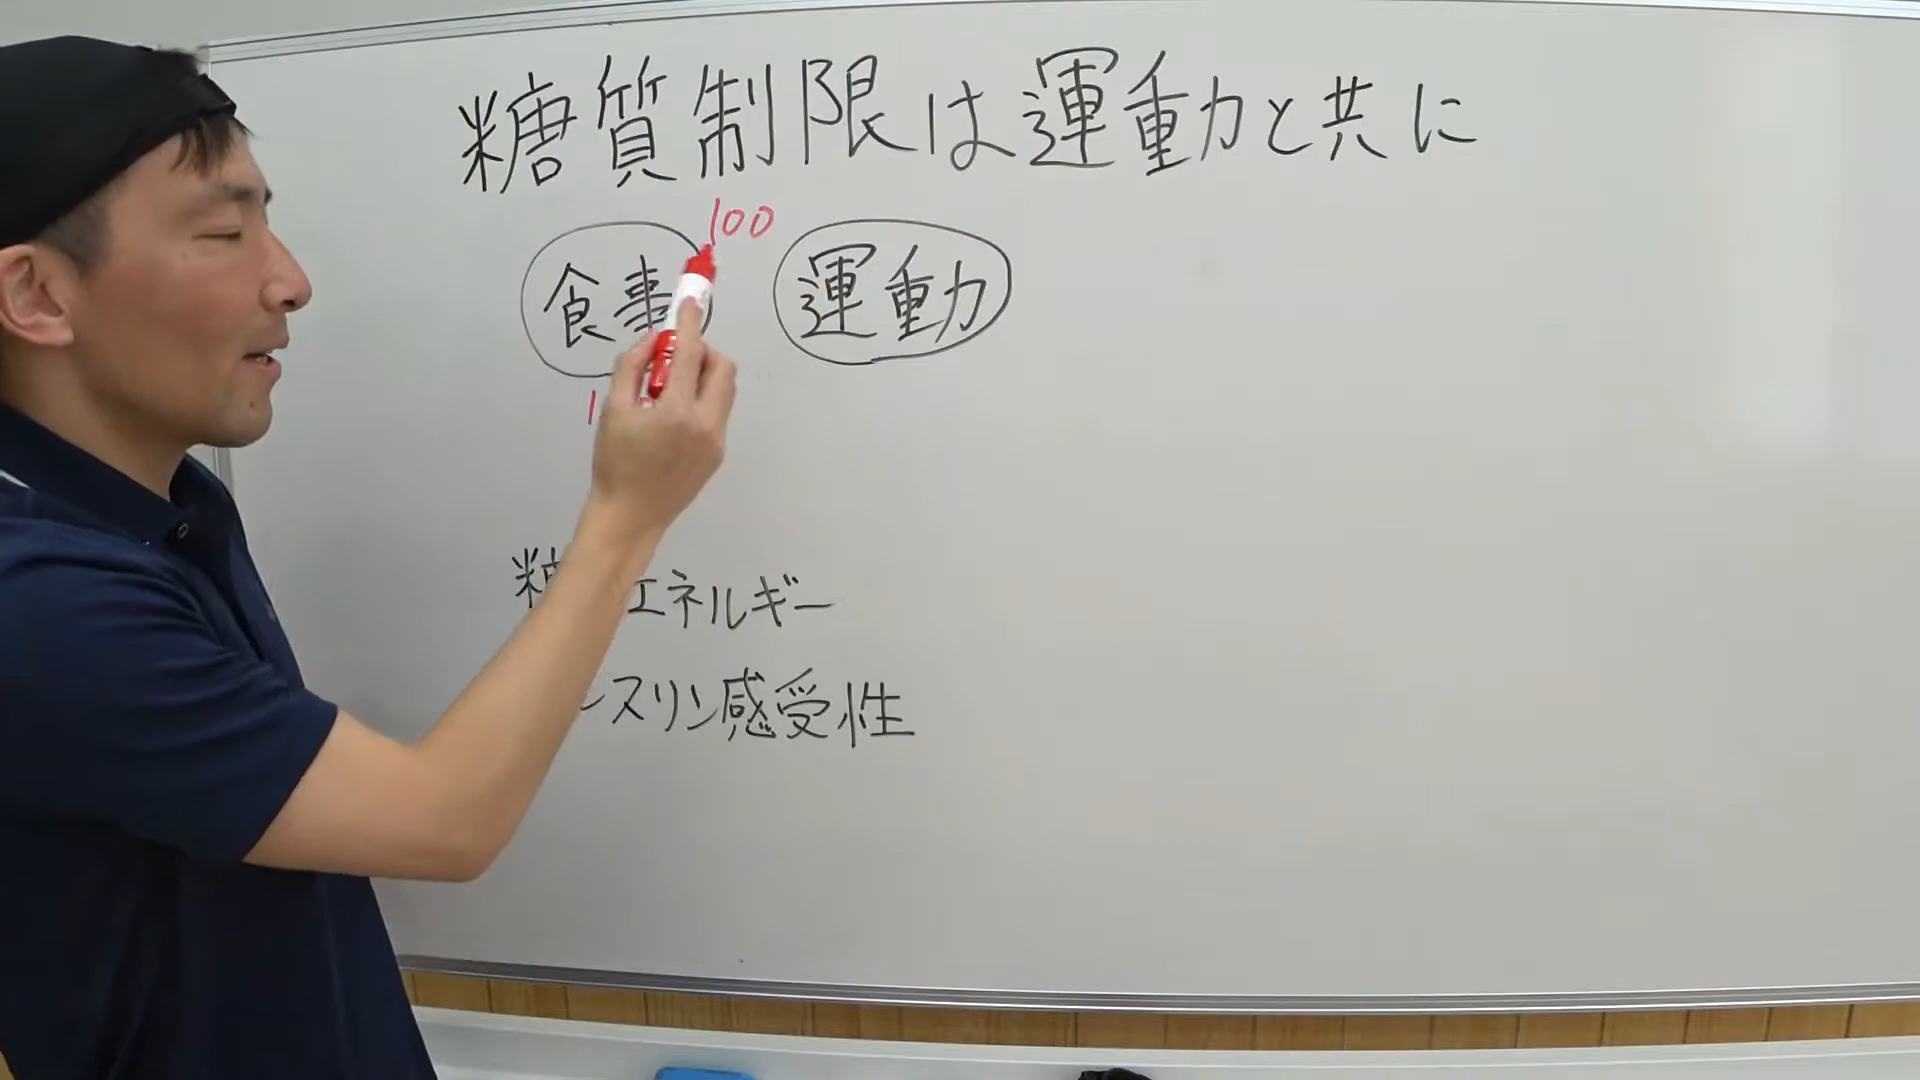 糖質制限は運動と共に
100
食事 運動
エネルギー
スリン感受性